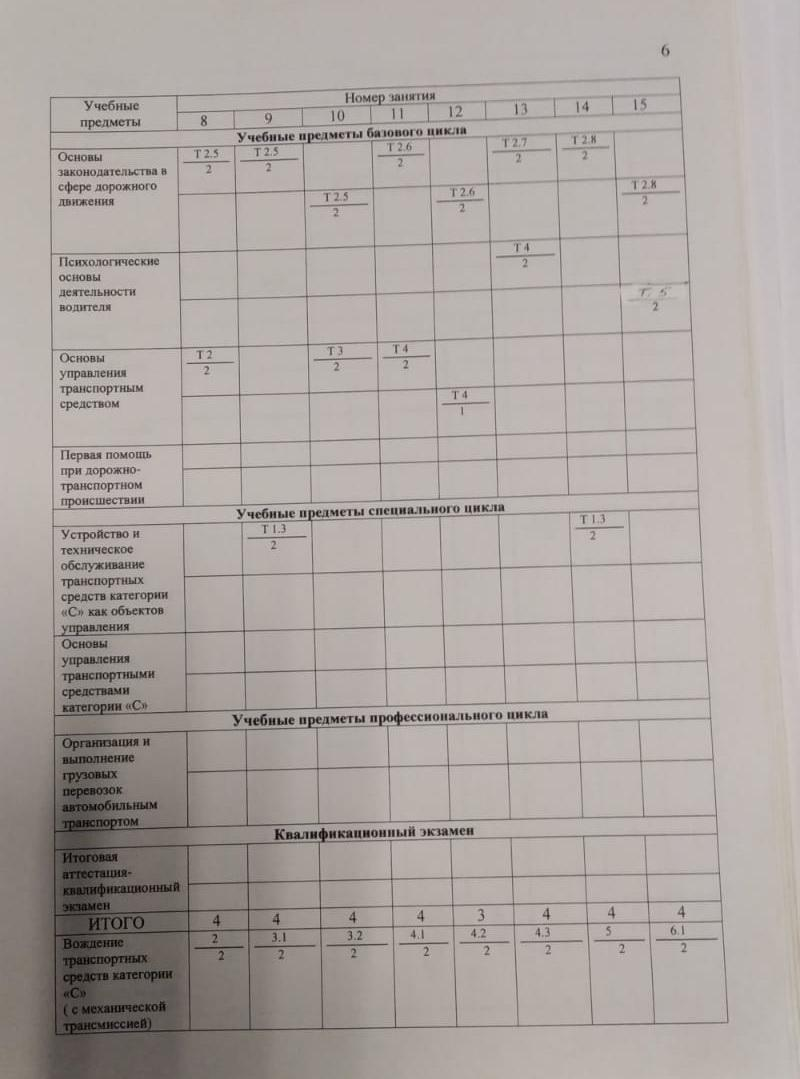 6
Учебные предметы
Номер занятия
8 9 10 11 12 13 14 15
Учебные предметы базового цикла
Основы
законодательства в
сфере дорожного
движения
Т 2.5 Т 2.5 Т 2.6 Т 2.7 Т 2.8
2 2 2 2 2
Т 2.5 Т 2.6 Т 2.8
2 2 2
Психологические
основы
деятельности
водителя
Т 4
2
Т 5
2
Основы
управления
транспортным
средством
Т 2 Т 3 Т 4
2 2 2
Т 4
1
Первая помощь
при дорожно-
транспортном
происшествии
Учебные предметы специального цикла
Устройство и
техническое
обслуживание
транспортных
средств категории
«С» как объектов
управления
Т 1.3 Т 1.3
2 2
Основы
управления
транспортными
средствами
категории «С»
Учебные предметы профессионального цикла
Организация и
выполнение
грузовых
перевозок
автомобильным
транспортом
Квалификационный экзамен
Итоговая
аттестация-
квалификационный
экзамен
ИТОГО 4 4 4 4 3 4 4 4
Вождение
транспортных
средств категории
«С»
( с механической
трансмиссией)
2 3.1 3.2 4.1 4.2 4.3 5 6.1
2 2 2 2 2 2 2 2